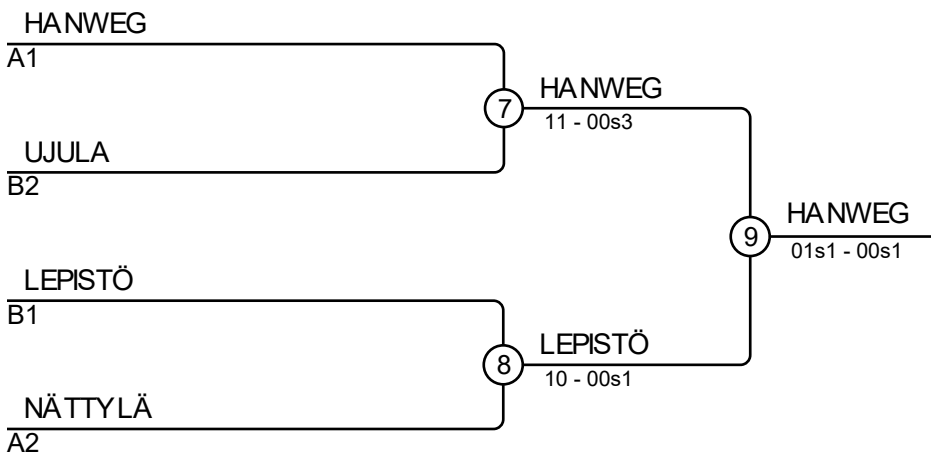 HANWEG
A1
7
HANWEG
11 - 00s3
UJULA
B2
9
HANWEG
01s1 - 00s1
LEPISTÖ
B1
8
LEPISTÖ
10 - 00s1
NÄTTYLÄ
A2